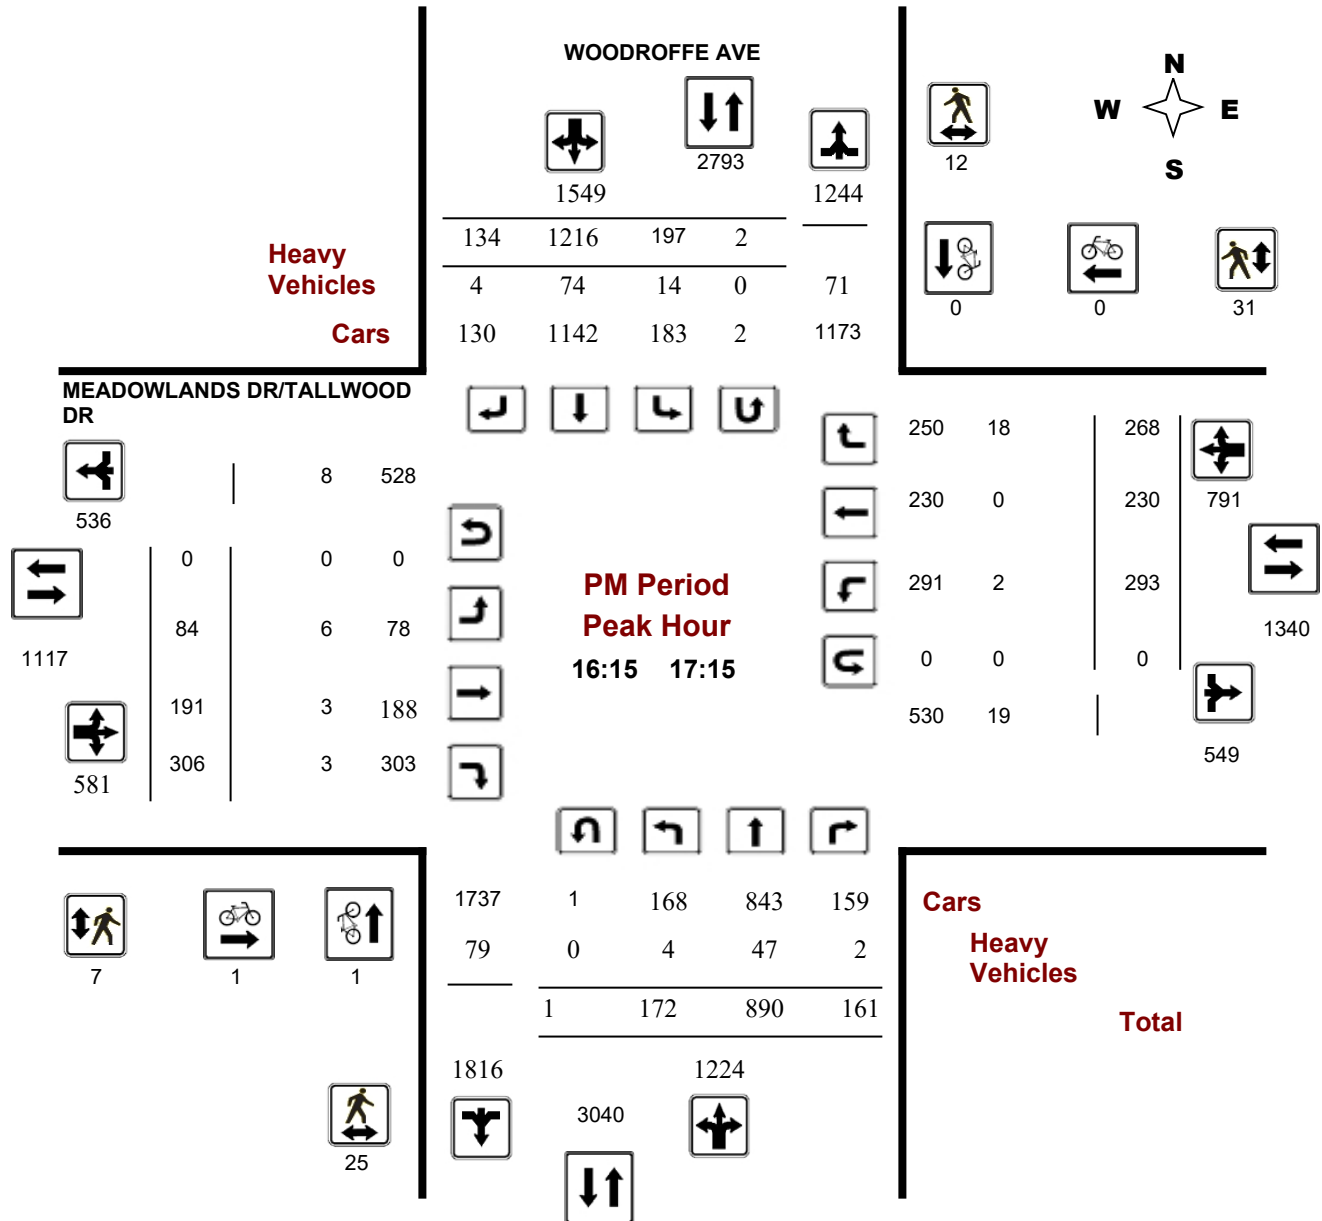 WOODROFFE AVE
N
W E
S
2793
12
1549 1244
134 1216 197 2
Heavy
Vehicles
4 74 14 0 71
0 0 31
Cars
130 1142 183 2 1173
MEADOWLANDS DR/TALLWOOD
DR
250 18 268
8 528
230 0 230 791
536
0 0 0
PM Period
291 2 293
Peak Hour
84 6 78
1340
1117
16:15 17:15
0 0 0
191 3 188
530 19
549
306 3 303
581
1737 1 168 843 159
Cars
79 0 4 47 2
Heavy
Vehicles
7 1 1
1 172 890 161
Total
1816 1224
3040
25